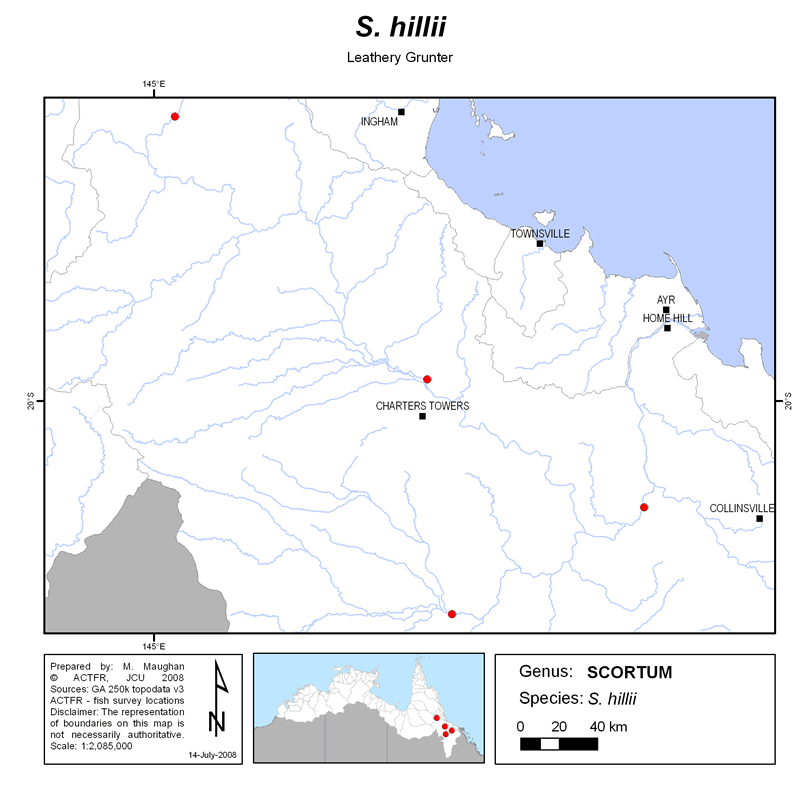 S. hillii
Leathery Grunter
145°E
INGHAM
TOWNSVILLE
AYR
HOME HILL
20°S
20°S
CHARTERS TOWERS
COLLINSVILLE
145°E
Prepared by: M. Maughan
© ACTFR, JCU 2008
Sources: GA 250k topodata v3
ACTFR - fish survey locations
Disclaimer: The representation
of boundaries on this map is
not necessarily authoritative.
Scale: 1:2,085,000
N
14-July-2008
Genus: SCORTUM
Species: S. hillii
0 20 40 km